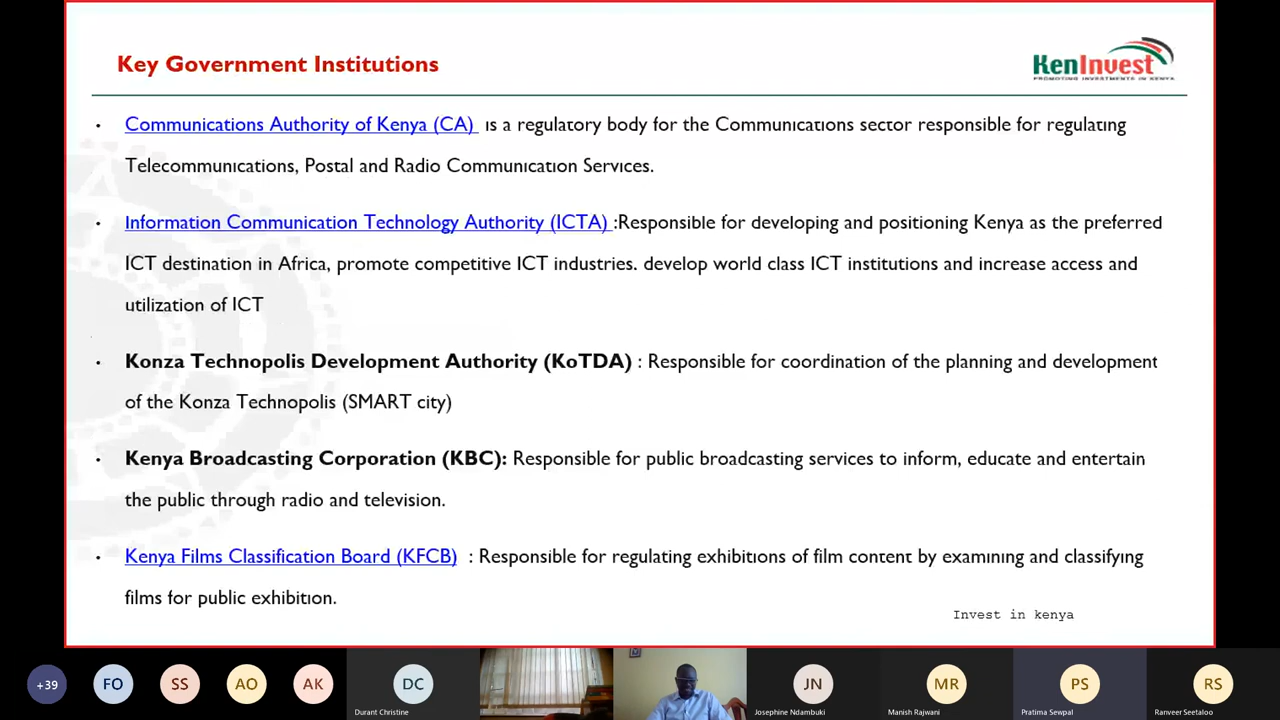 Key Government Institutions
KenInvest
PROMOTING INVESTMENTS IN KENYA
• Communications Authority of Kenya (CA) is a regulatory body for the Communications sector responsible for regulating
Telecommunications, Postal and Radio Communication Services.
• Information Communication Technology Authority (ICTA) :Responsible for developing and positioning Kenya as the preferred
ICT destination in Africa, promote competitive ICT industries. develop world class ICT institutions and increase access and
utilization of ICT
• Konza Technopolis Development Authority (KoTDA) : Responsible for coordination of the planning and development
of the Konza Technopolis (SMART city)
• Kenya Broadcasting Corporation (KBC): Responsible for public broadcasting services to inform, educate and entertain
the public through radio and television.
• Kenya Films Classification Board (KFCB) : Responsible for regulating exhibitions of film content by examining and classifying
films for public exhibition.
Invest in kenya
+39 FO SS AO AK DC JN MR PS RS
Durant Christine Josephine Ndambuki Manish Rajwani Pratima Sewpal Ranveer Seetaloo